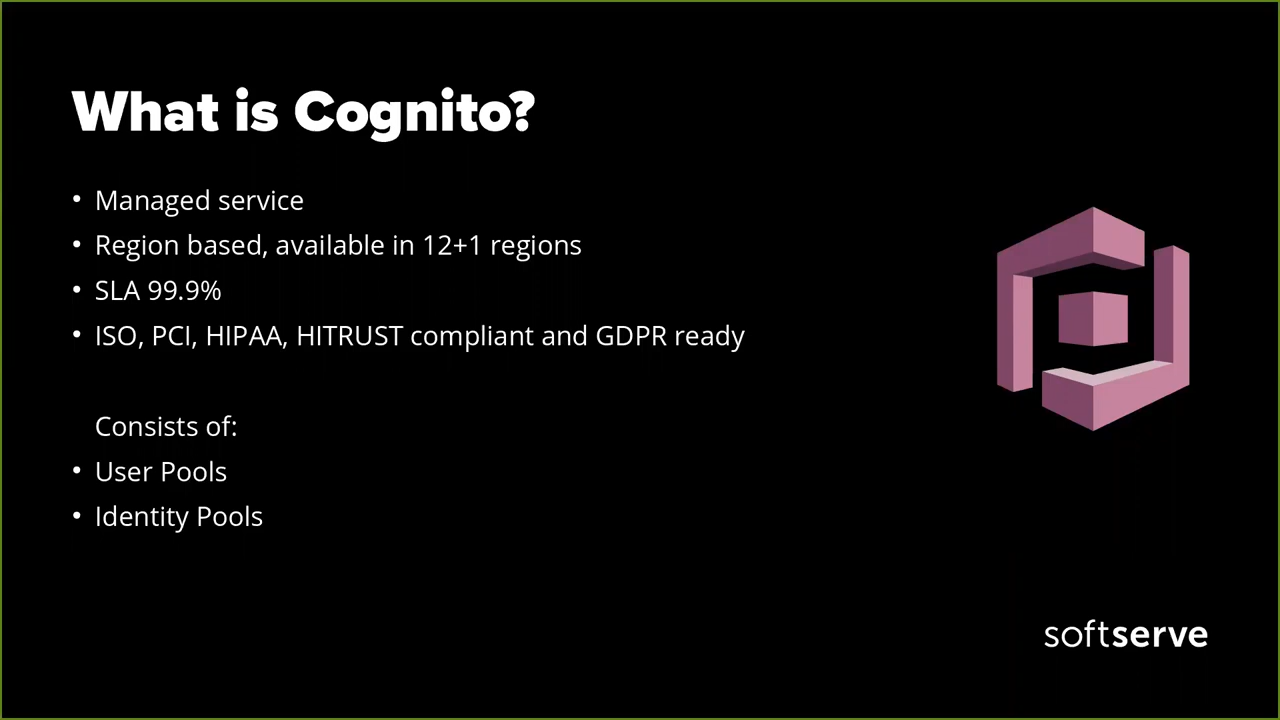 What is Cognito?
• Managed service
• Region based, available in 12+1 regions
• SLA 99.9%
• ISO, PCI, HIPAA, HITRUST compliant and GDPR ready
Consists of:
• User Pools
• Identity Pools
softserve